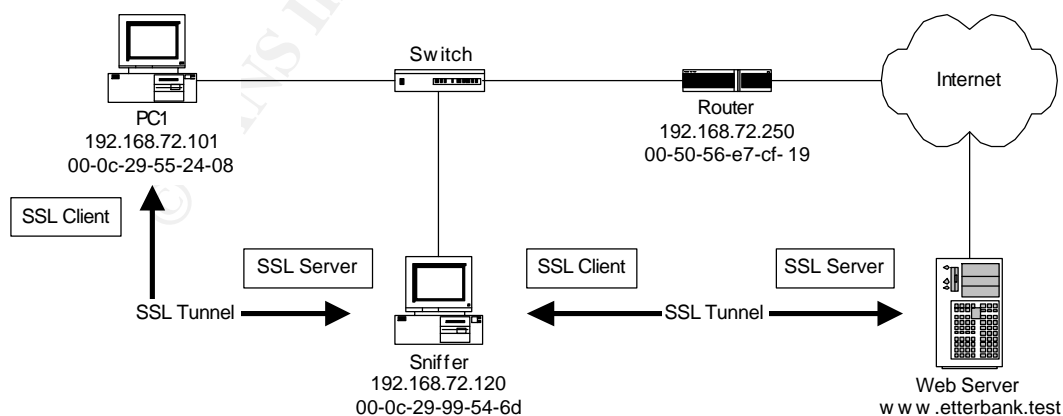 Switch
Internet
PC1
192.168.72.101
00-0c-29-55-24-08
Router
192.168.72.250
00-50-56-e7-cf- 19
SSL Client
SSL Server
SSL Client
SSL Server
SSL Tunnel
SSL Tunnel
Sniffer
192.168.72.120
00-0c-29-99-54-6d
Web Server
www.etterbank.test